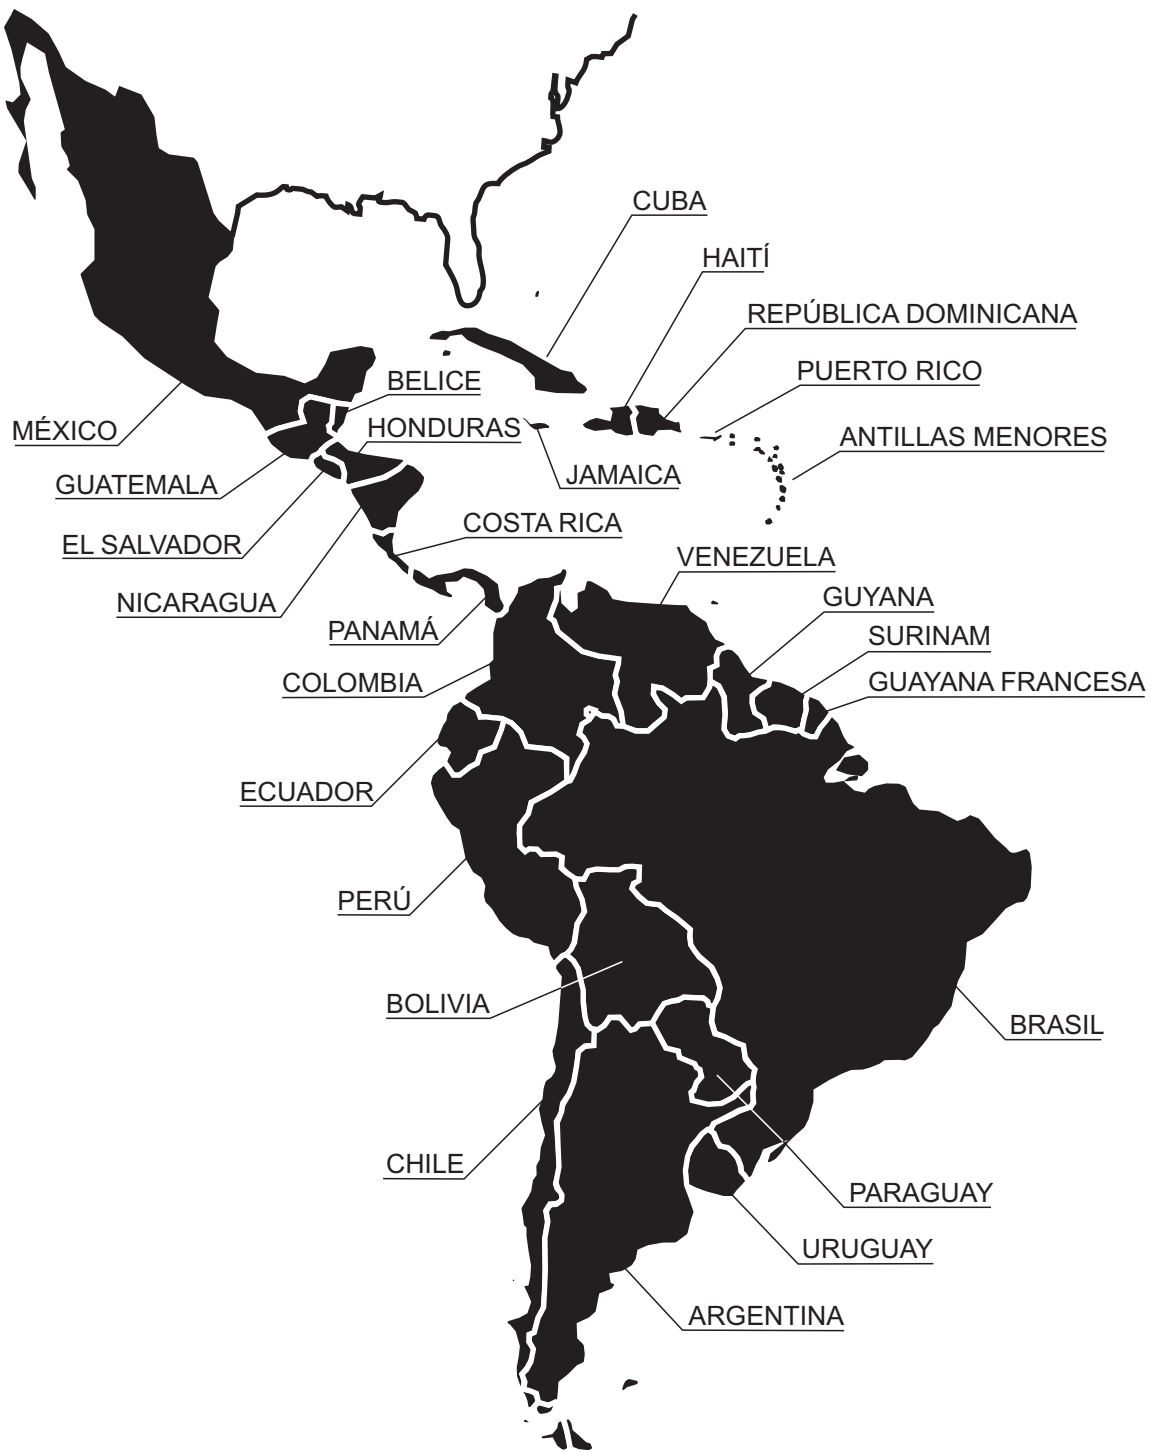 CUBA
HAITÍ
REPÚBLICA DOMINICANA
PUERTO RICO
BELICE
MÉXICO
HONDURAS
ANTILLAS MENORES
JAMAICA
GUATEMALA
COSTA RICA
EL SALVADOR
VENEZUELA
NICARAGUA
GUYANA
PANAMÁ
SURINAM
COLOMBIA
GUAYANA FRANCESA
ECUADOR
PERÚ
BOLIVIA
BRASIL
CHILE
PARAGUAY
URUGUAY
ARGENTINA